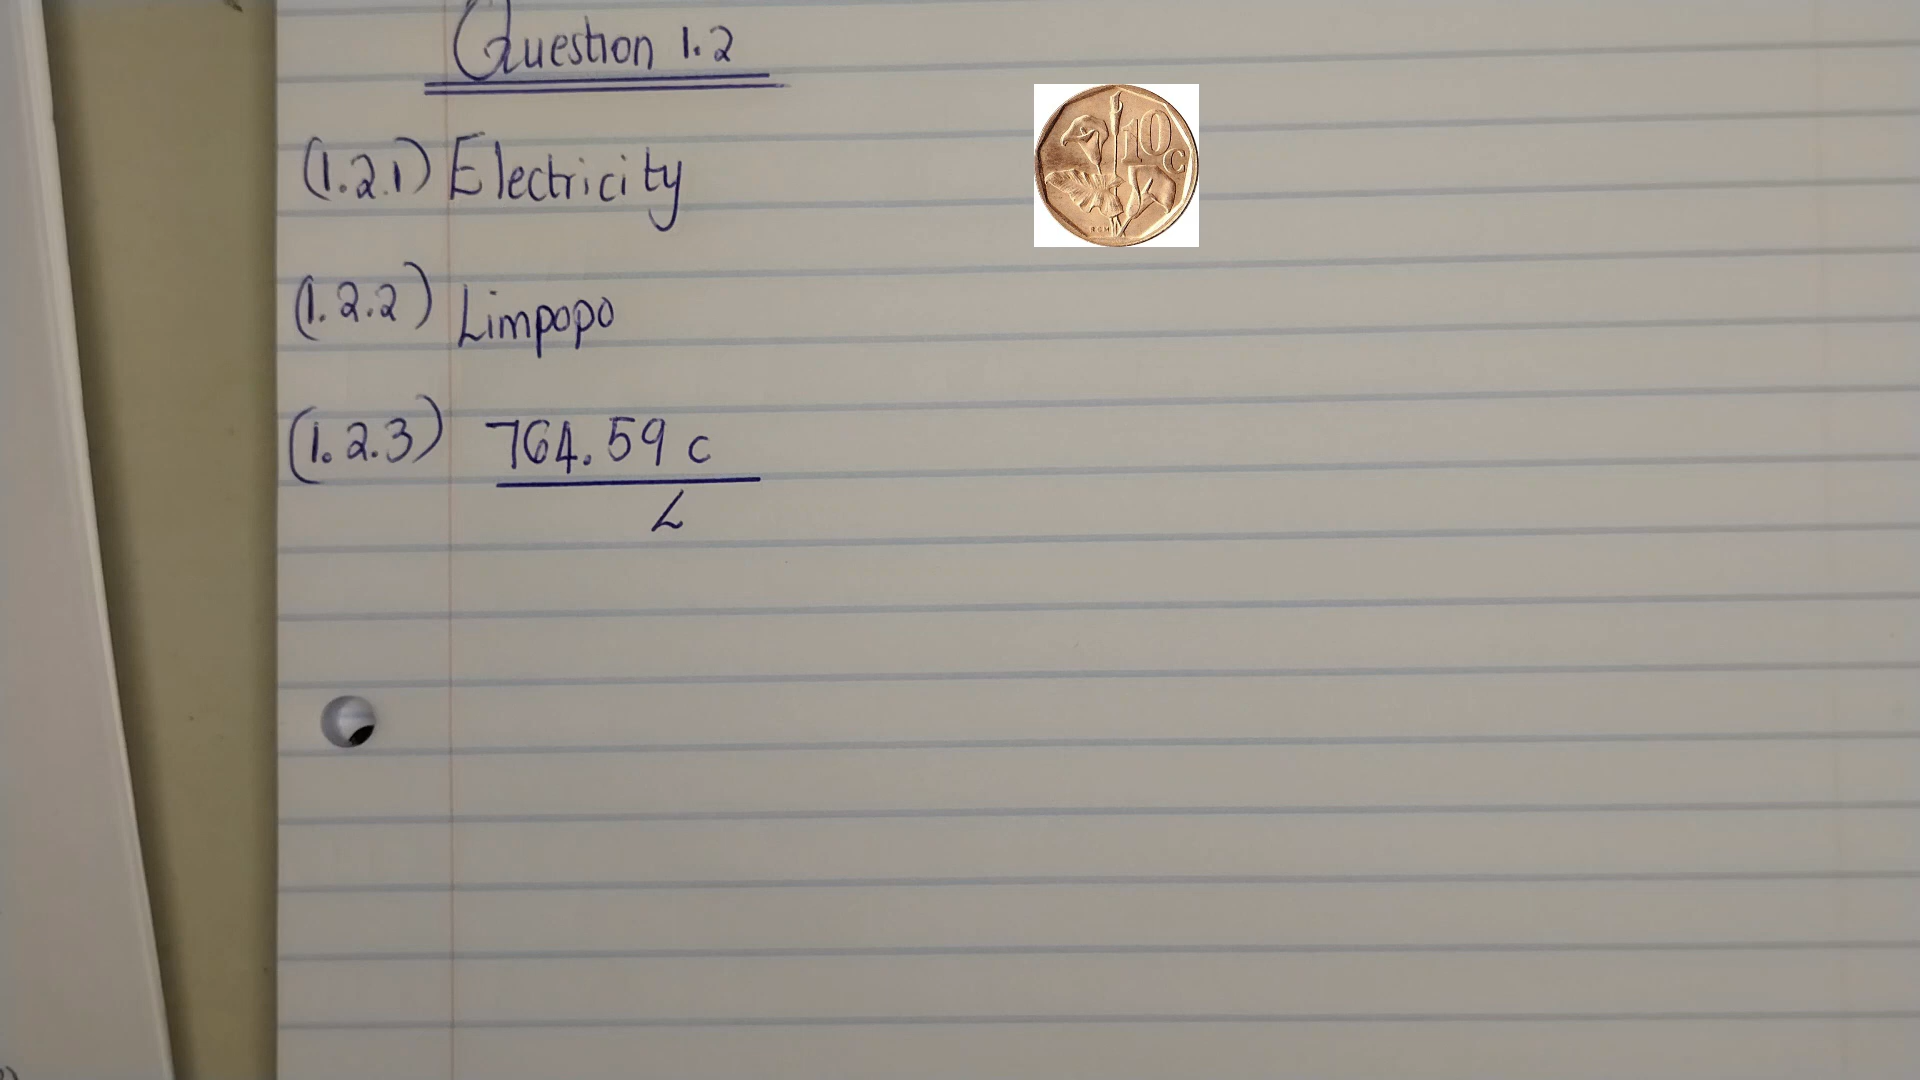 Question 1.2
(1.2.1) Electricity
10c
(1.2.2) Limpopo
(1.2.3) 764.59 c
L